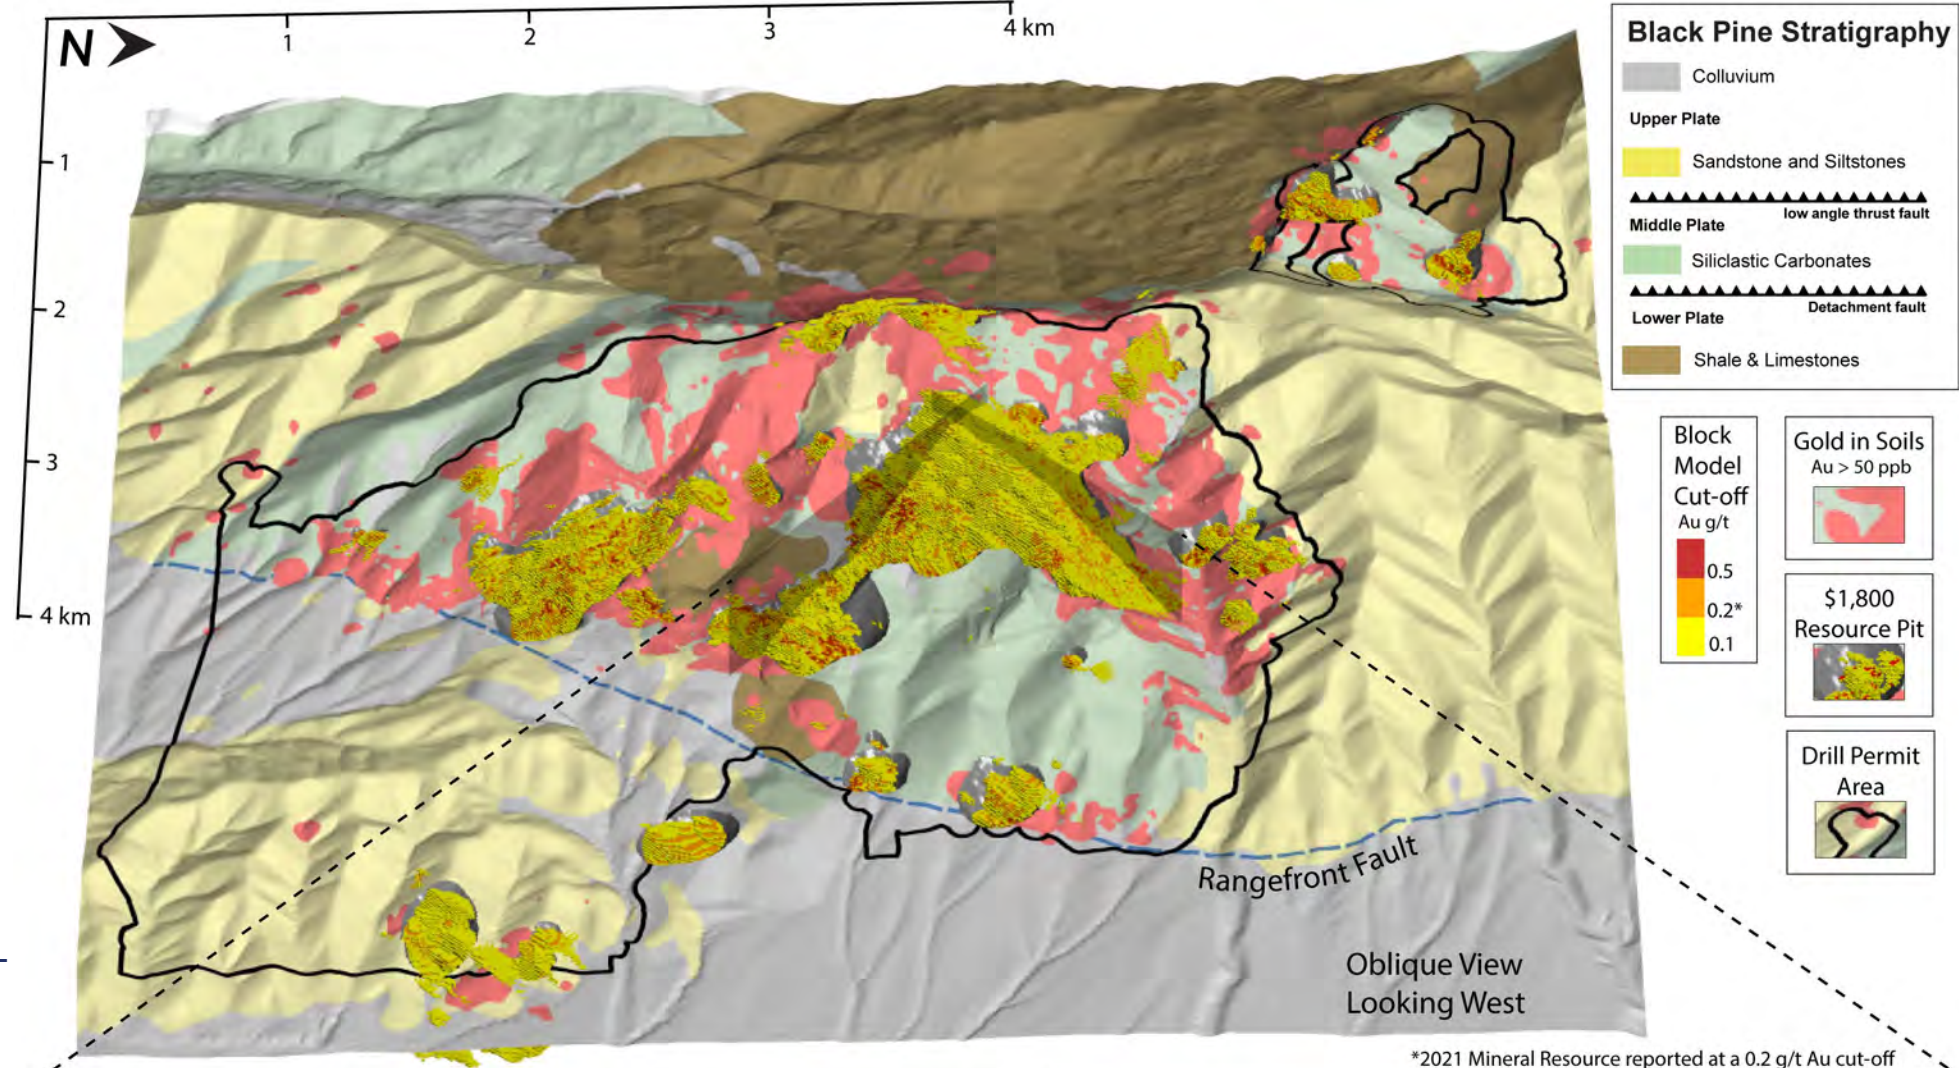 N
1
2
3
4 km
1
2
3
4 km
Rangefront Fault
Oblique View
Looking West
*2021 Mineral Resource reported at a 0.2 g/t Au cut-off
Black Pine Stratigraphy
Colluvium
Upper Plate
Sandstone and Siltstones
low angle thrust fault
Middle Plate
Siliclastic Carbonates
Detachment fault
Lower Plate
Shale & Limestones
Block
Model
Cut-off
Au g/t
0.5
0.2*
0.1
Gold in Soils
Au > 50 ppb
$1,800
Resource Pit
Drill Permit
Area